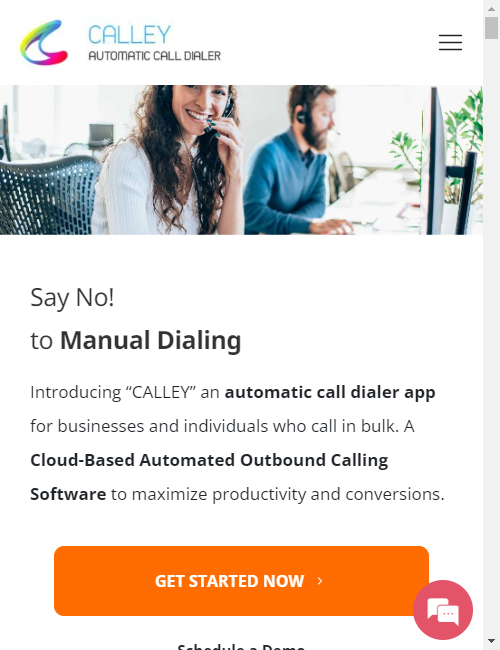 CALLEY
AUTOMATIC CALL DIALER
Say No!
to Manual Dialing
Introducing “CALLEY” an automatic call dialer app
for businesses and individuals who call in bulk. A
Cloud-Based Automated Outbound Calling
Software to maximize productivity and conversions.
GET STARTED NOW
Schedule a Demo